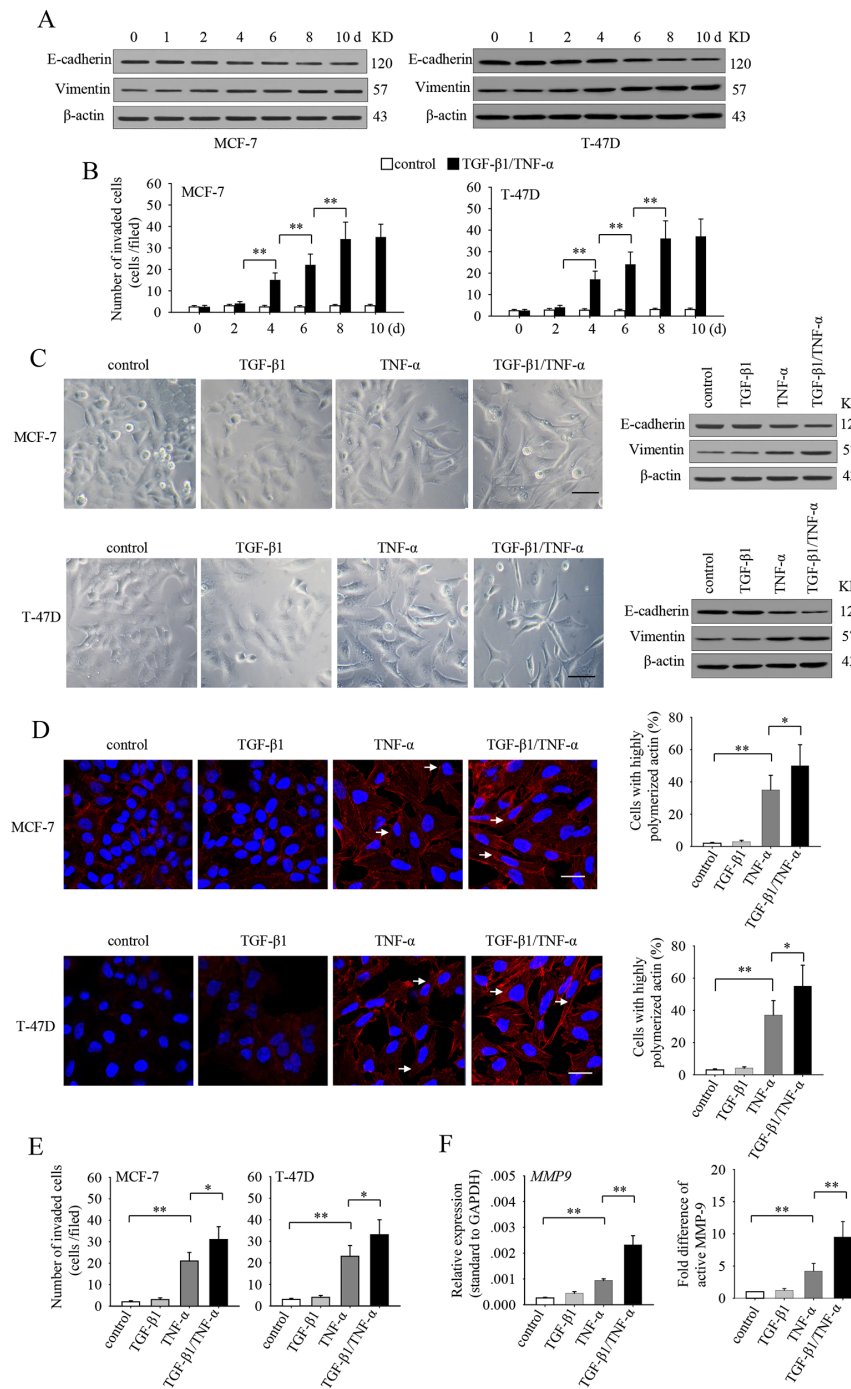 A
0 1 2 4 6 8 10 d KD
E-cadherin 120
Vimentin 57
β-actin 43
MCF-7
0 1 2 4 6 8 10 d KD
E-cadherin 120
Vimentin 57
β-actin 43
T-47D
B
control TGF-β1/TNF-α
Number of invaded cells
(cells /filed)
MCF-7
60
50
40
30
20
10
0
** ** **
0 2 4 6 8 10 (d)
T-47D
60
50
40
30
20
10
0
** ** **
0 2 4 6 8 10 (d)
C
control TGF-β1 TNF-α TGF-β1/TNF-α
MCF-7
control TGF-β1 TNF-α TGF-β1/TNF-α
K
E-cadherin 12
Vimentin 5
β-actin 4
control TGF-β1 TNF-α TGF-β1/TNF-α
T-47D
control TGF-β1 TNF-α TGF-β1/TNF-α
K
E-cadherin 12
Vimentin 57
β-actin 43
D
control TGF-β1 TNF-α TGF-β1/TNF-α
MCF-7
Cells with highly
polymerized actin (%)
80
60
40
20
0
** *
control TGF-β1 TNF-α TGF-β1/TNF-α
control TGF-β1 TNF-α TGF-β1/TNF-α
T-47D
Cells with highly
polymerized actin (%)
80
60
40
20
0
** *
control TGF-β1 TNF-α TGF-β1/TNF-α
E
Number of invaded cells
(cells /filed)
MCF-7
60
50
40
30
20
10
0
** *
control TGF-β1 TNF-α TGF-β1/TNF-α
T-47D
60
50
40
30
20
10
0
** *
control TGF-β1 TNF-α TGF-β1/TNF-α
F
Relative expression
(standard to GAPDH)
MMP9
.005
.004
.003
.002
.001
0.000
** **
control TGF-β1 TNF-α TGF-β1/TNF-α
Fold difference of
active MMP-9
20
15
10
5
0
** **
control TGF-β1 TNF-α TGF-β1/TNF-α